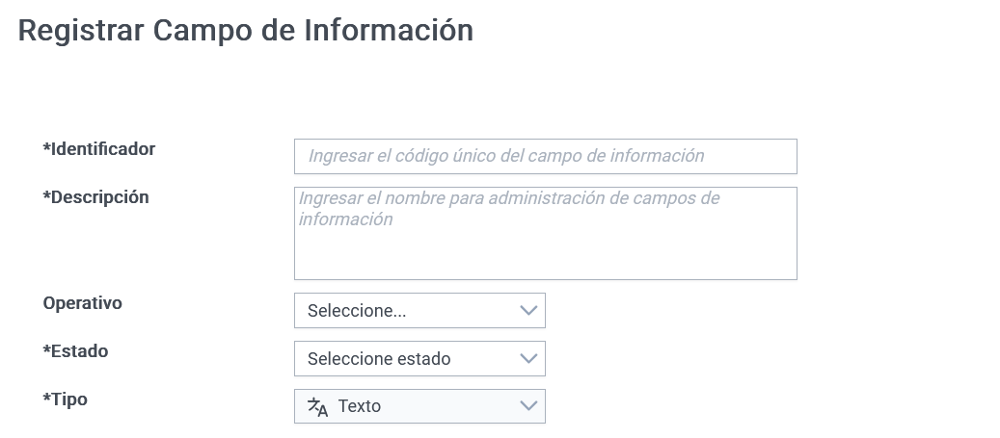 Registrar Campo de Información
*Identificador
Ingresar el código único del campo de información
*Descripción
Ingresar el nombre para administración de campos de
información
Operativo
Seleccione...
*Estado
Seleccione estado
*Tipo
Texto